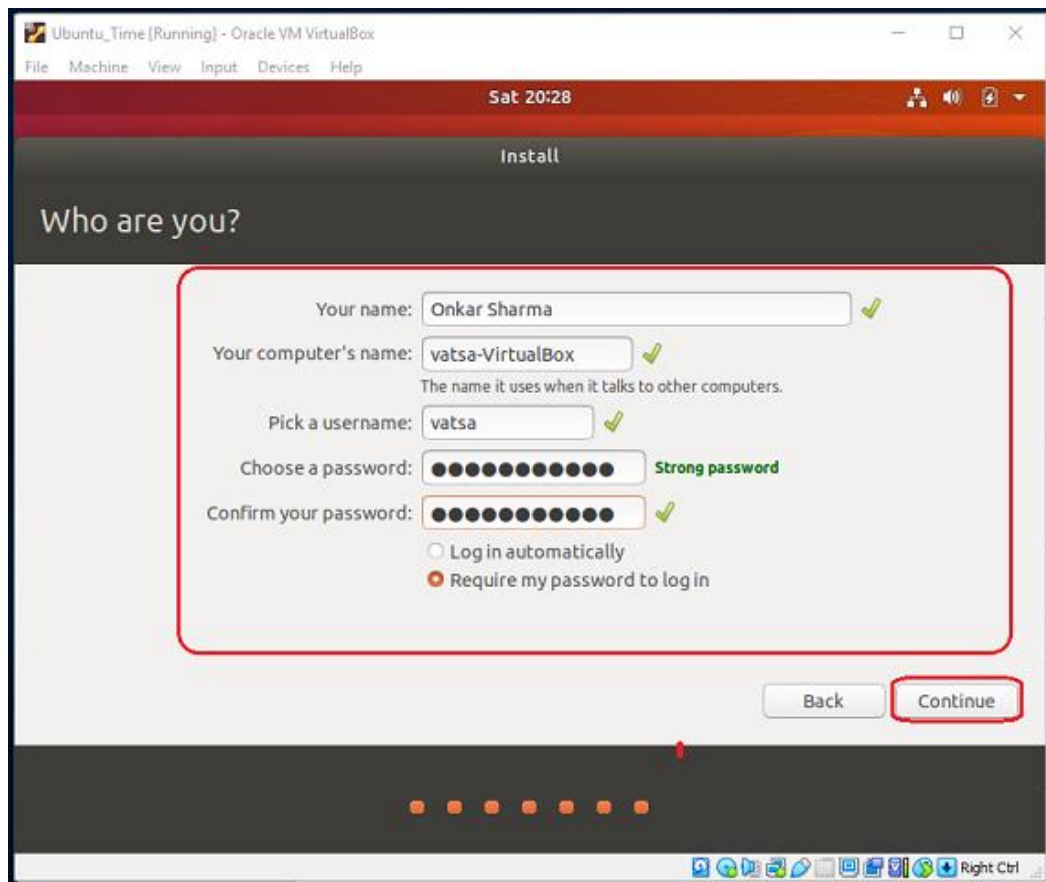 Ubuntu_Time [Running] - Oracle VM VirtualBox
File Machine View Input Devices Help
Sat 20:28
Install
Who are you?
Your name: Onkar Sharma
Your computer's name: vatsa-VirtualBox
The name it uses when it talks to other computers.
Pick a username: vatsa
Choose a password: ●●●●●●●●●●● Strong password
Confirm your password: ●●●●●●●●●●●
Log in automatically
Require my password to log in
Back Continue
Right Ctrl